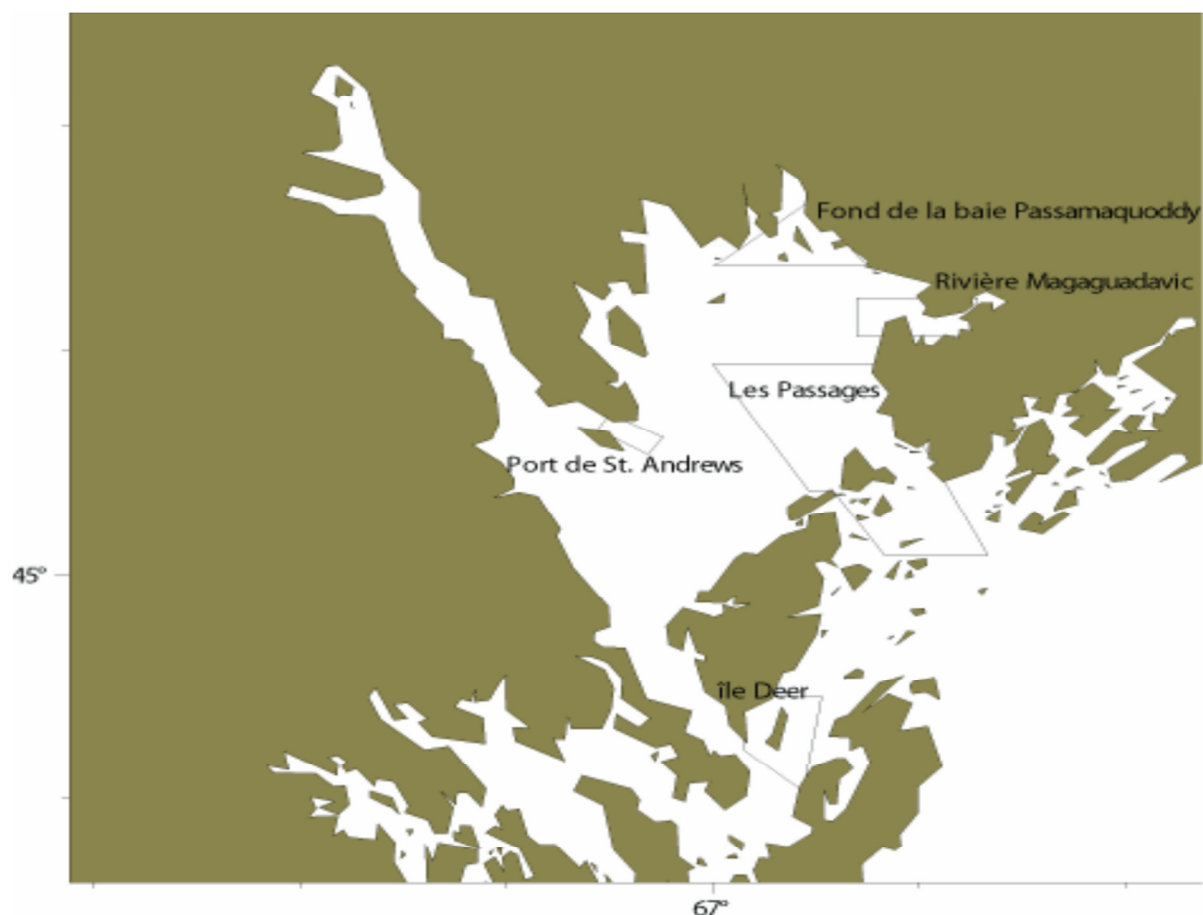 Fond de la baie Passamaquoddy
Rivière Magaguadavic
Les Passages
Port de St. Andrews
45°
île Deer
67°